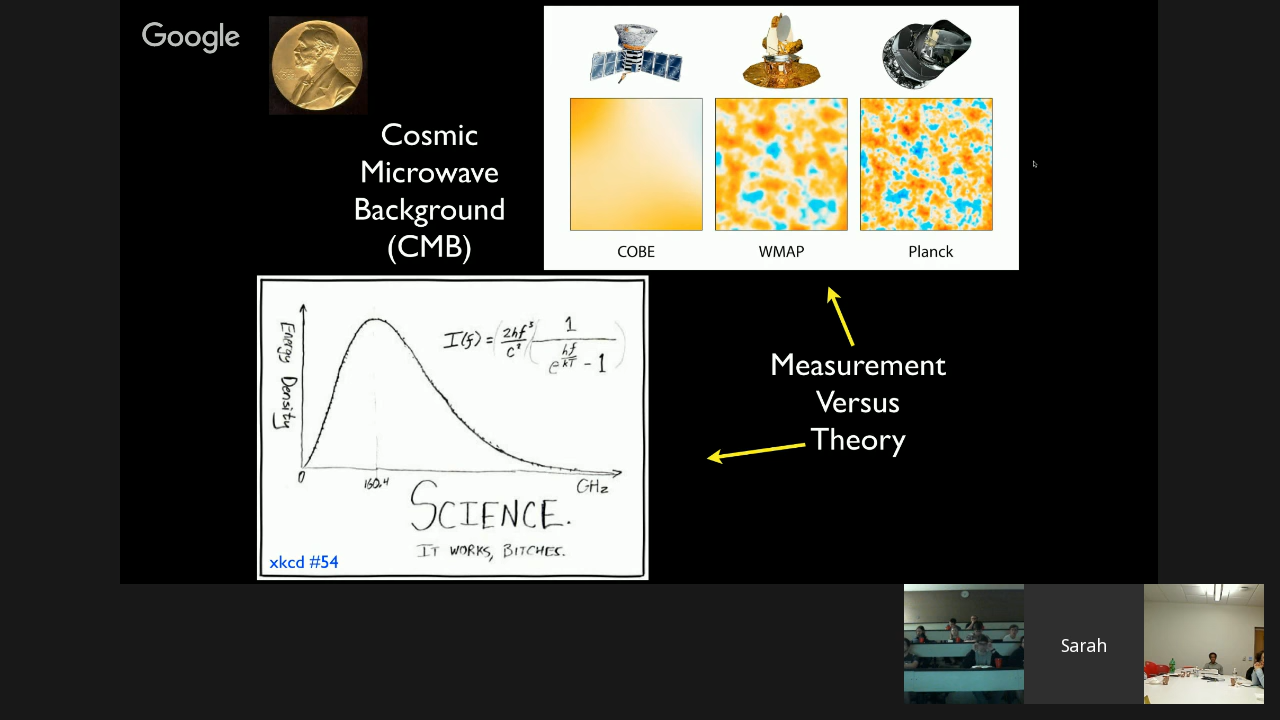 Google
Cosmic
Microwave
Background
(CMB)
COBE
WMAP
Planck
Measurement
Versus
Theory
Energy Density
I(f) = (2hf³/c²)(1/(e^(hf/kT) - 1))
0
160.4
GHz
SCIENCE.
IT WORKS, BITCHES.
xkcd #54
Sarah